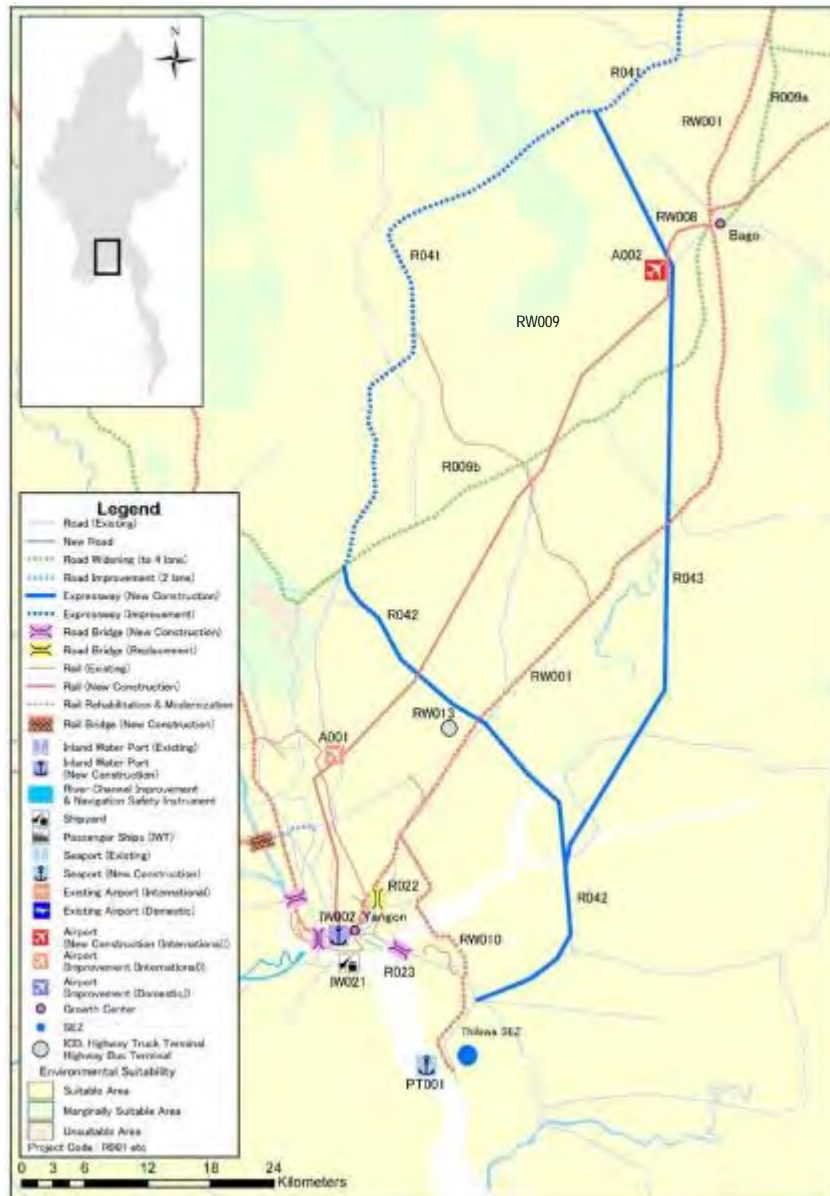 N
R041
R009a
RW001
RW008
Bago
R041
A002
RW009
R009b
R043
R042
RW001
RW013
A001
R022
IW002 Yangon
R042
RW010
R023
IW021
Thilawa SEZ
PT001
Legend
Road (Existing)
New Road
Road Widening (to 4 lane)
Road Improvement (2 lane)
Expressway (New Construction)
Expressway (Improvement)
Road Bridge (New Construction)
Road Bridge (Replacement)
Rail (Existing)
Rail (New Construction)
Rail Rehabilitation & Modernization
Rail Bridge (New Construction)
Inland Water Port (Existing)
Inland Water Port
(New Construction)
River Channel Improvement
& Navigation Safety Instrument
Shipyard
Passenger Ships (IWT)
Seaport (Existing)
Seaport (New Construction)
Existing Airport (International)
Existing Airport (Domestic)
Airport
(New Construction (International))
Airport
(Improvement (International))
Airport
(Improvement (Domestic))
Growth Center
SEZ
ICD, Highway Truck Terminal
Highway Bus Terminal
Environmental Suitability
Suitable Area
Marginally Suitable Area
Unsuitable Area
Project Code : R001 etc
0 3 6 12 18 24
Kilometers